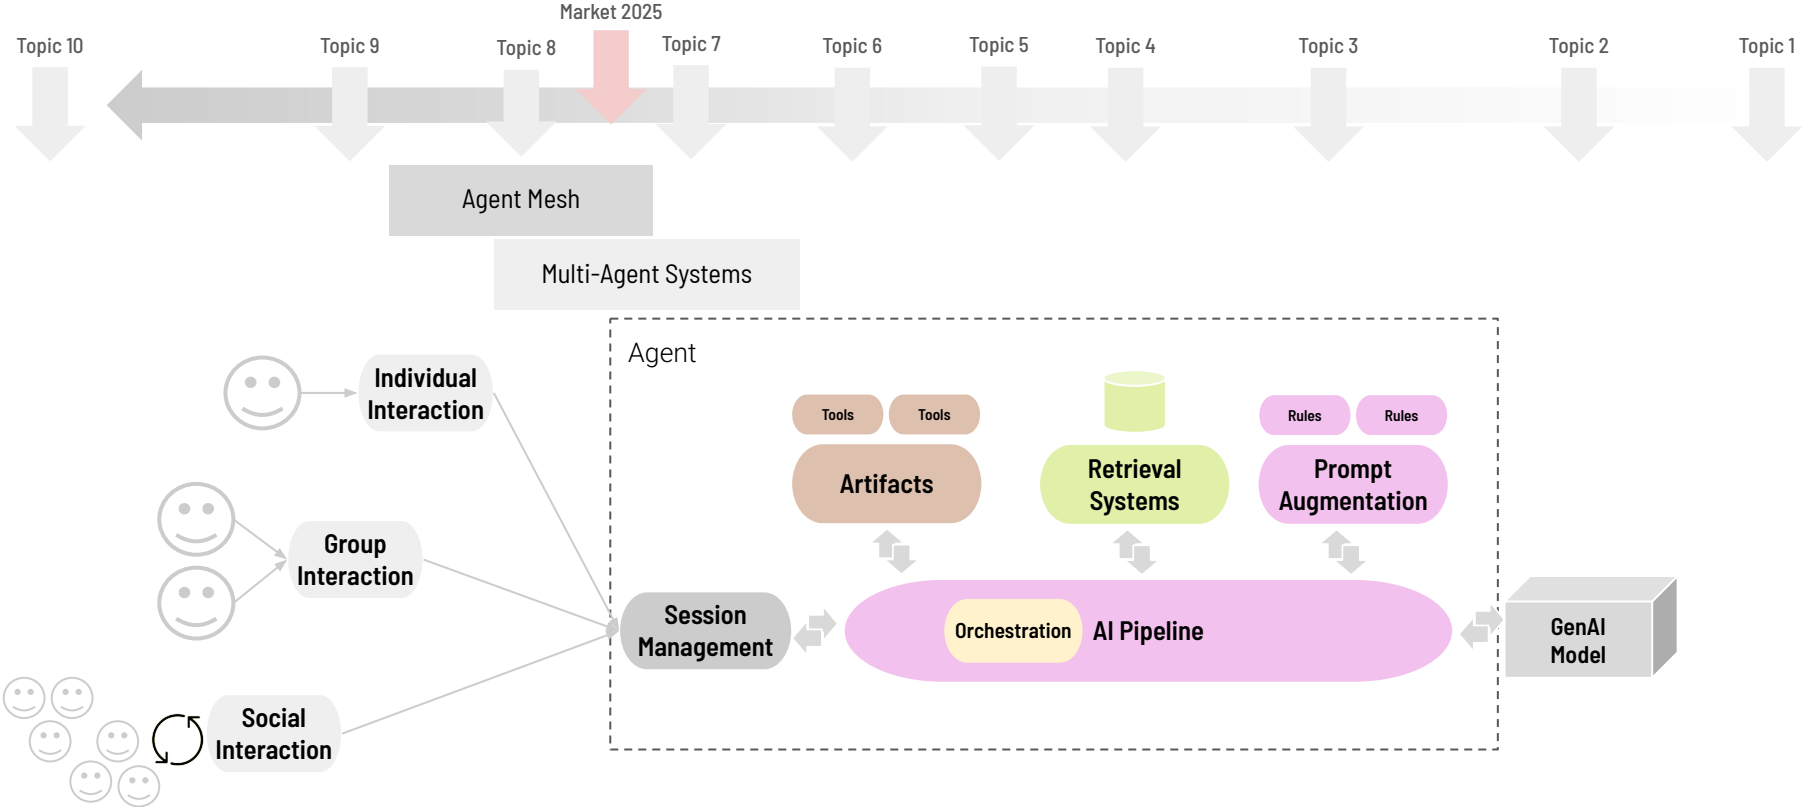 Market 2025
Topic 10
Topic 9
Topic 8
Topic 7
Topic 6
Topic 5
Topic 4
Topic 3
Topic 2
Topic 1
Agent Mesh
Multi-Agent Systems
Agent
Individual
Interaction
Tools
Tools
Rules
Rules
Artifacts
Retrieval
Systems
Prompt
Augmentation
Group
Interaction
Session
Management
Orchestration
AI Pipeline
GenAI
Model
Social
Interaction